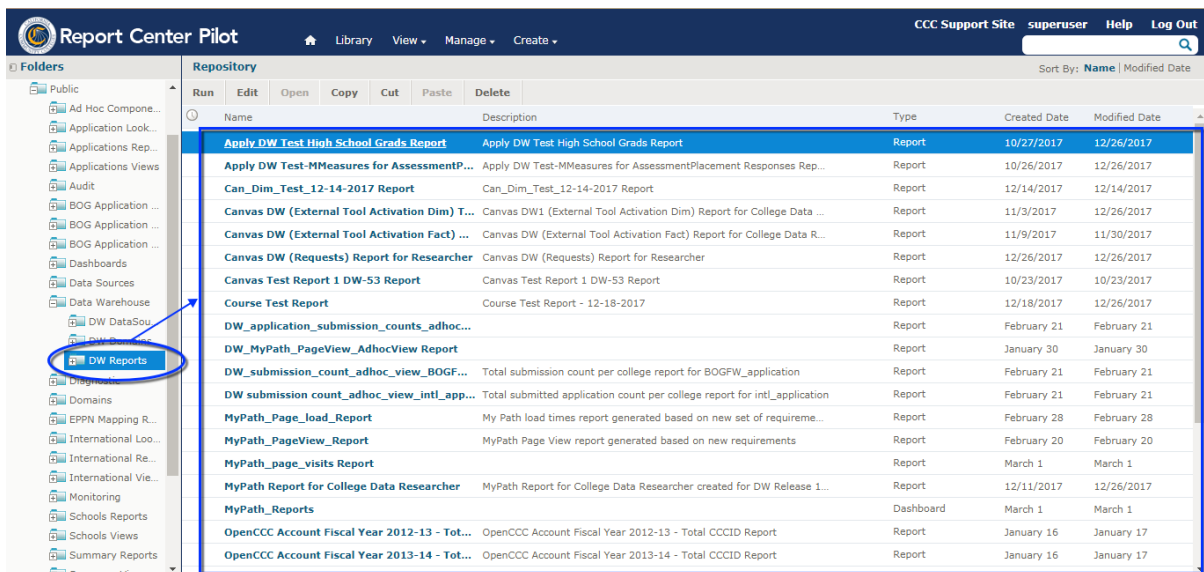 CCC Support Site superuser Help Log Out
Report Center Pilot Library View Manage Create
Folders Repository Sort By: Name | Modified Date
Public Run Edit Open Copy Cut Paste Delete
Ad Hoc Compone... Name Description Type Created Date Modified Date
Application Look...
Applications Rep... Apply DW Test High School Grads Report Apply DW Test High School Grads Report Report 10/27/2017 12/26/2017
Applications Views Apply DW Test-MMeasures for AssessmentP... Apply DW Test-MMeasures for AssessmentPlacement Responses Rep... Report 10/26/2017 12/26/2017
Audit Can_Dim_Test_12-14-2017 Report Can_Dim_Test_12-14-2017 Report Report 12/14/2017 12/14/2017
BOG Application ... Canvas DW (External Tool Activation Dim) T... Canvas DW1 (External Tool Activation Dim) Report for College Data ... Report 11/3/2017 12/26/2017
BOG Application ... Canvas DW (External Tool Activation Fact) ... Canvas DW (External Tool Activation Fact) Report for College Data R... Report 11/9/2017 11/30/2017
BOG Application ...
Dashboards Canvas DW (Requests) Report for Researcher Canvas DW (Requests) Report for Researcher Report 12/26/2017 12/26/2017
Data Sources Canvas Test Report 1 DW-53 Report Canvas Test Report 1 DW-53 Report Report 10/23/2017 10/23/2017
Data Warehouse Course Test Report Course Test Report - 12-18-2017 Report 12/18/2017 12/26/2017
DW DataSou... DW_application_submission_counts_adhoc... Report February 21 February 21
DW Domains DW_MyPath_PageView_AdhocView Report Report January 30 January 30
DW Reports DW_submission_count_adhoc_view_BOGF... Total submission count per college report for BOGFW_application Report February 21 February 21
Diagnostic
Domains DW submission count_adhoc_view_intl_app... Total submitted application count per college report for intl_application Report February 21 February 21
EPPN Mapping R... MyPath_Page_load_Report My Path load times report generated based on new set of requireme... Report February 28 February 28
International Loo... MyPath_PageView_Report MyPath Page View report generated based on new requirements Report February 20 February 20
International Re... MyPath_page_visits Report Report March 1 March 1
International Vie... MyPath Report for College Data Researcher MyPath Report for College Data Researcher created for DW Release 1... Report 12/11/2017 12/26/2017
Monitoring
Schools Reports MyPath_Reports Dashboard March 1 March 1
Schools Views OpenCCC Account Fiscal Year 2012-13 - Tot... OpenCCC Account Fiscal Year 2012-13 - Total CCCID Report Report January 16 January 17
Summary Reports OpenCCC Account Fiscal Year 2013-14 - Tot... OpenCCC Account Fiscal Year 2013-14 - Total CCCID Report Report January 16 January 17